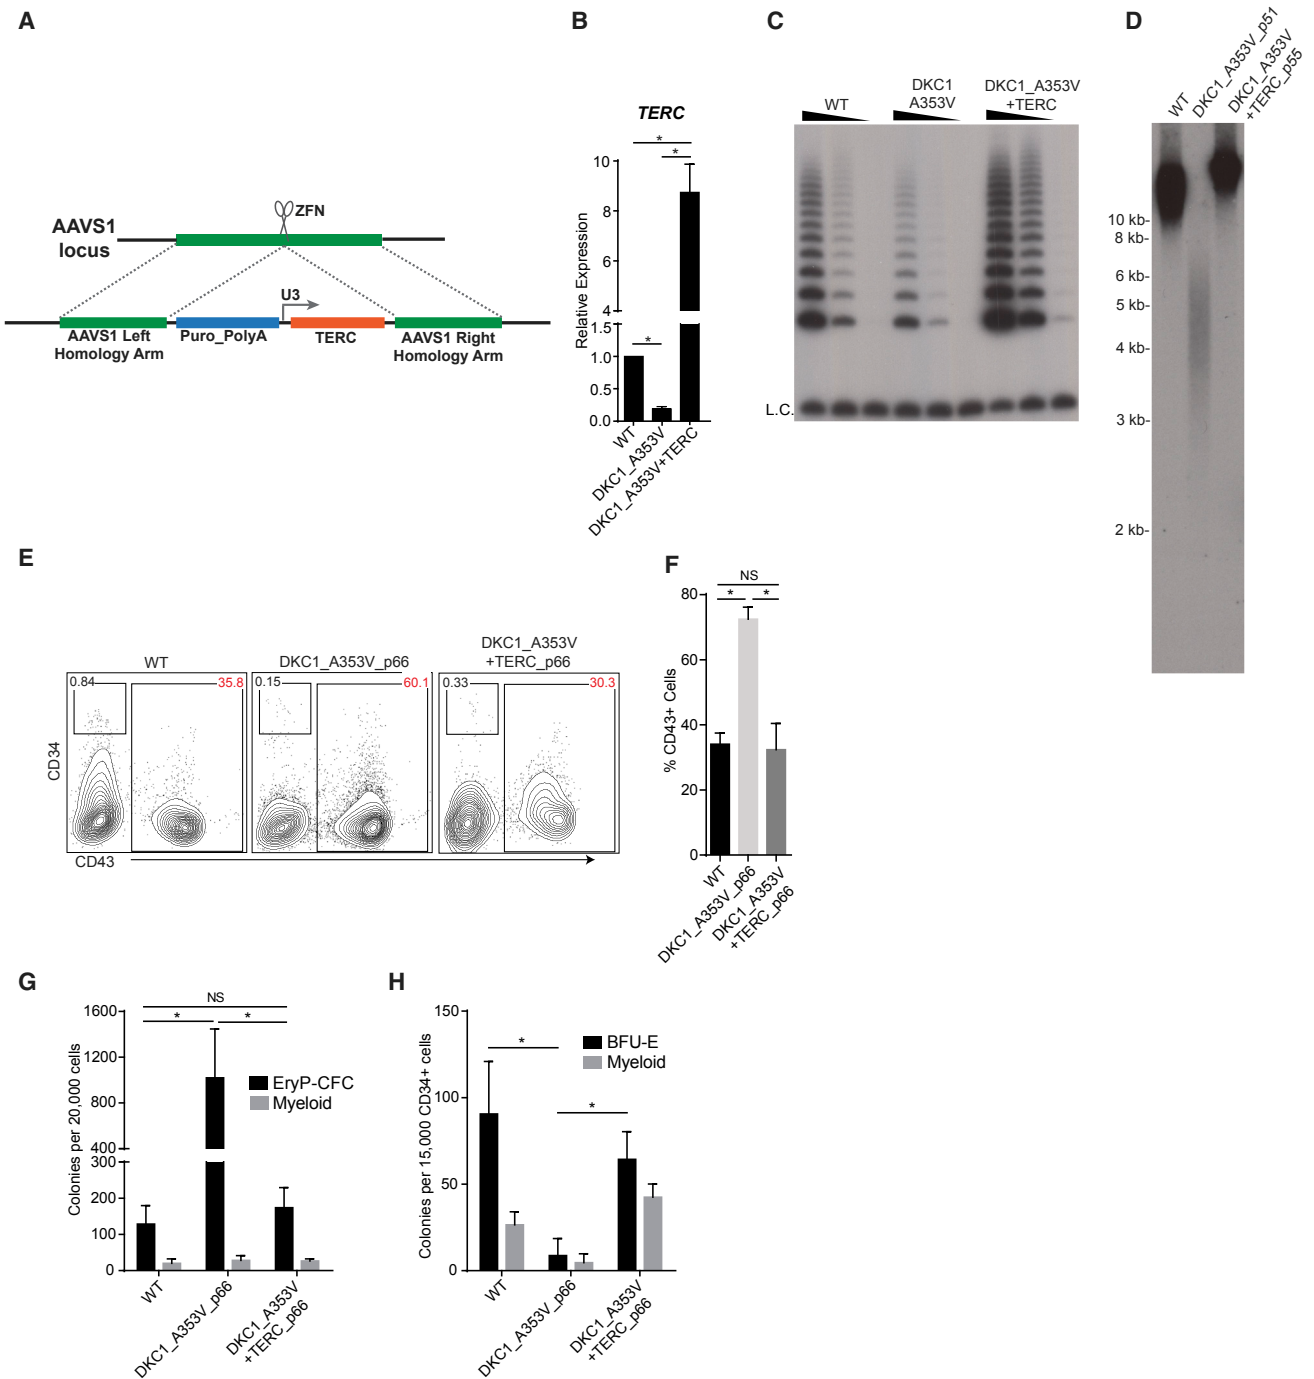 A
AAVS1
locus
ZFN
U3
AAVS1 Left
Homology Arm
Puro_PolyA
TERC
AAVS1 Right
Homology Arm
B
TERC
*
*
*
Relative Expression
10
8
6
4
1.5
1.0
0.5
0.0
WT
DKC1_A353V
DKC1_A353V+TERC
C
WT
DKC1
A353V
DKC1_A353V
+TERC
L.C.
D
WT
DKC1_A353V_p51
DKC1_A353V
+TERC_p55
10 kb-
8 kb-
6 kb-
5 kb-
4 kb-
3 kb-
2 kb-
E
WT
DKC1_A353V_p66
DKC1_A353V
+TERC_p66
0.84
35.8
0.15
60.1
0.33
30.3
CD34
CD43
F
NS
*
*
% CD43+ Cells
80
60
40
20
0
WT
DKC1_A353V_p66
DKC1_A353V
+TERC_p66
G
NS
*
*
Colonies per 20,000 cells
1600
1200
800
400
300
200
100
0
EryP-CFC
Myeloid
WT
DKC1_A353V_p66
DKC1_A353V
+TERC_p66
H
*
*
Colonies per 15,000 CD34+ cells
150
100
50
0
BFU-E
Myeloid
WT
DKC1_A353V_p66
DKC1_A353V
+TERC_p66